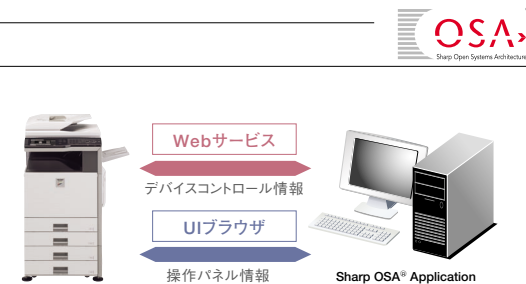 OSA
Sharp Open Systems Architecture
Webサービス
デバイスコントロール情報
UIブラウザ
操作パネル情報
Sharp OSA® Application